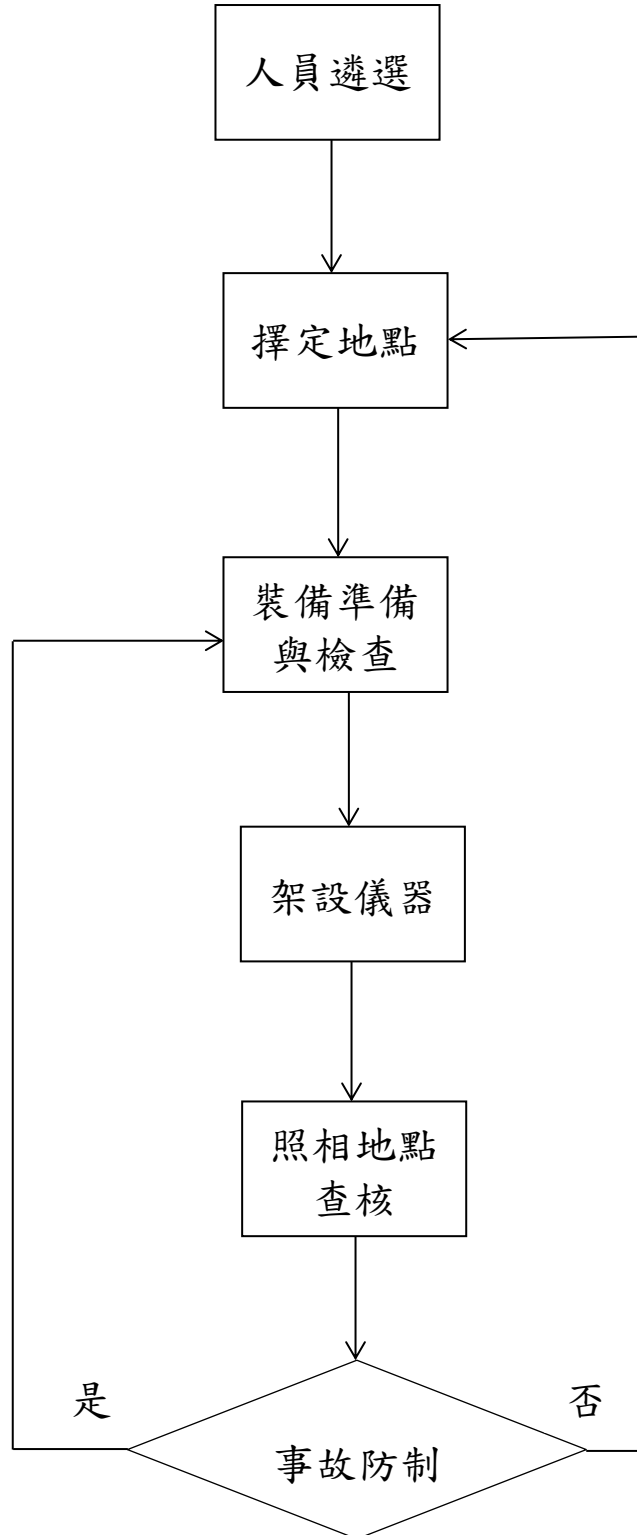 人員遴選
擇定地點
裝備準備
與檢查
架設儀器
照相地點
查核
是
否
事故防制